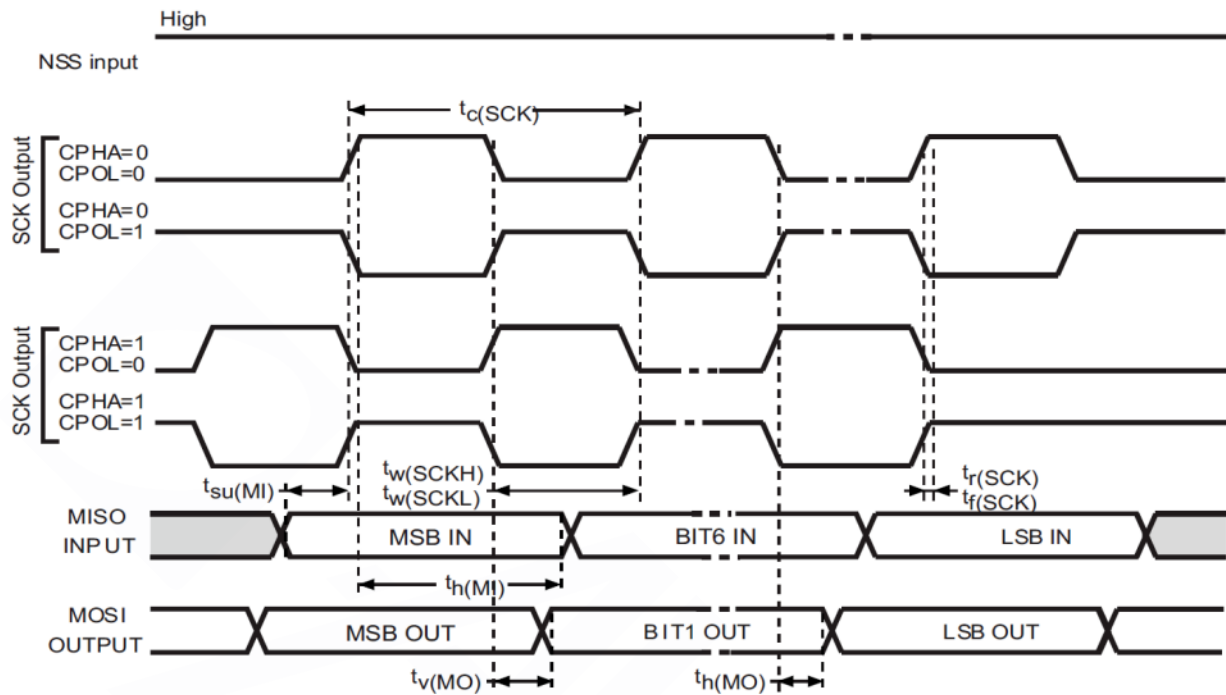 High
NSS input
tc(SCK)
SCK Output
CPHA=0
CPOL=0
CPHA=0
CPOL=1
SCK Output
CPHA=1
CPOL=0
CPHA=1
CPOL=1
tsu(MI)
tw(SCKH)
tw(SCKL)
tr(SCK)
tf(SCK)
MISO
INPUT
MSB IN
BIT6 IN
LSB IN
th(MI)
MOSI
OUTPUT
MSB OUT
BIT1 OUT
LSB OUT
tv(MO)
th(MO)